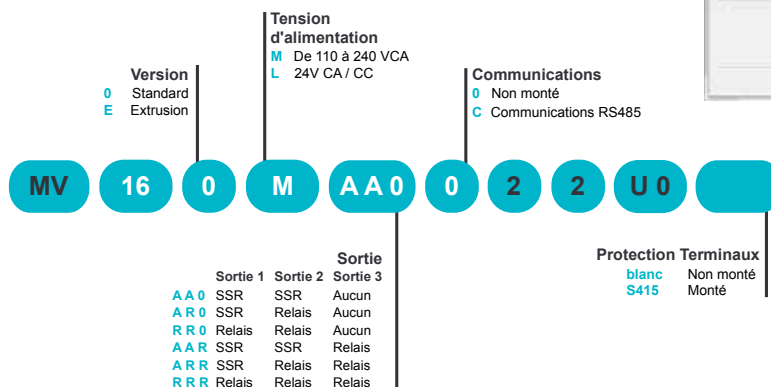 Tension
d'alimentation
M De 110 à 240 VCA
L 24V CA / CC
Version
0 Standard
E Extrusion
Communications
0 Non monté
C Communications RS485
MV 16 0 M A A 0 0 2 2 U 0
Sortie
Sortie 1 Sortie 2 Sortie 3
A A 0 SSR SSR Aucun
A R 0 SSR Relais Aucun
R R 0 Relais Relais Aucun
A A R SSR SSR Relais
A R R SSR Relais Relais
R R R Relais Relais Relais
Protection Terminaux
blanc Non monté
S415 Monté